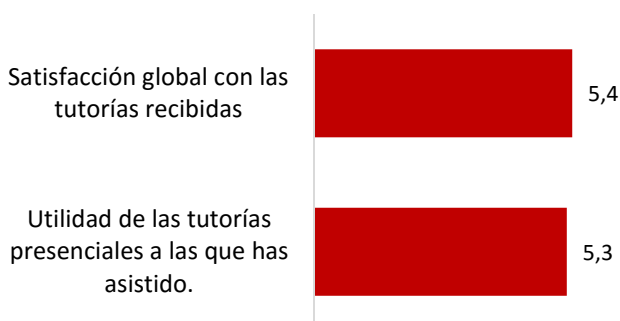 Satisfacción global con las
tutorías recibidas
5,4
Utilidad de las tutorías
presenciales a las que has
asistido.
5,3